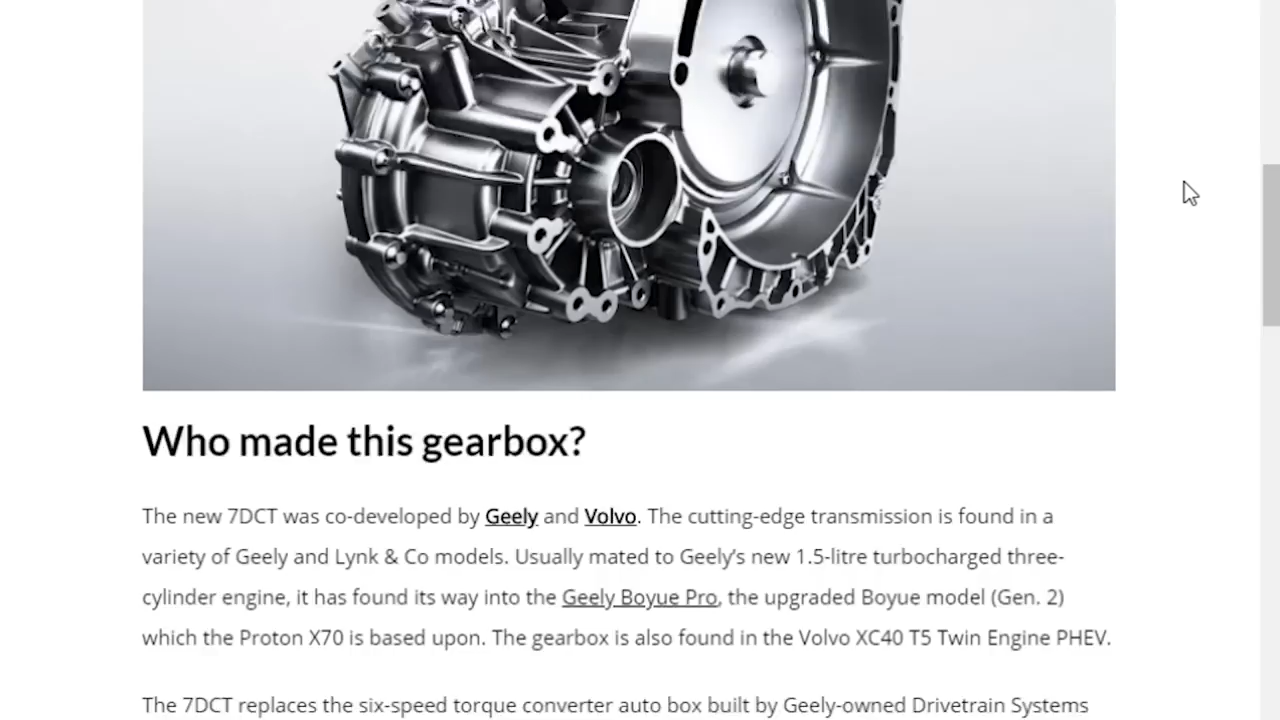 Who made this gearbox?
The new 7DCT was co-developed by Geely and Volvo. The cutting-edge transmission is found in a
variety of Geely and Lynk & Co models. Usually mated to Geely’s new 1.5-litre turbocharged three-
cylinder engine, it has found its way into the Geely Boyue Pro, the upgraded Boyue model (Gen. 2)
which the Proton X70 is based upon. The gearbox is also found in the Volvo XC40 T5 Twin Engine PHEV.
The 7DCT replaces the six-speed torque converter auto box built by Geely-owned Drivetrain Systems